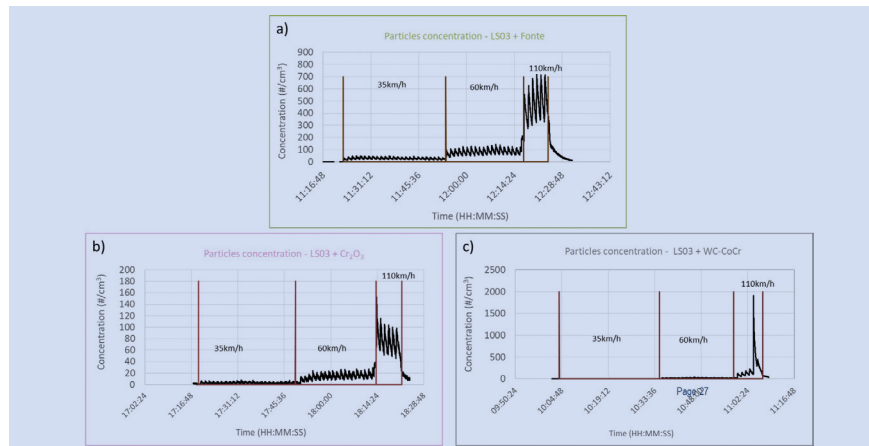 a)
Particles concentration - LS03 + Fonte
Concentration (#/cm³)
900
800
700
600
500
400
300
200
100
0
35km/h
60km/h
110km/h
11:16:48
11:31:12
11:45:36
12:00:00
12:14:24
12:28:48
12:43:12
Time (HH:MM:SS)
b)
Particles concentration - LS03 + Cr₂O₃
Concentration (#/cm³)
200
180
160
140
120
100
80
60
40
20
0
35km/h
60km/h
110km/h
17:02:24
17:16:48
17:31:12
17:45:36
18:00:00
18:14:24
18:28:48
Time (HH:MM:SS)
c)
Particles concentration - LS03 + WC-CoCr
Concentration (#/cm³)
2500
2000
1500
1000
500
0
35km/h
60km/h
110km/h
Page 27
09:50:24
10:04:48
10:19:12
10:33:36
11:02:24
11:16:48
Time (HH:MM:SS)